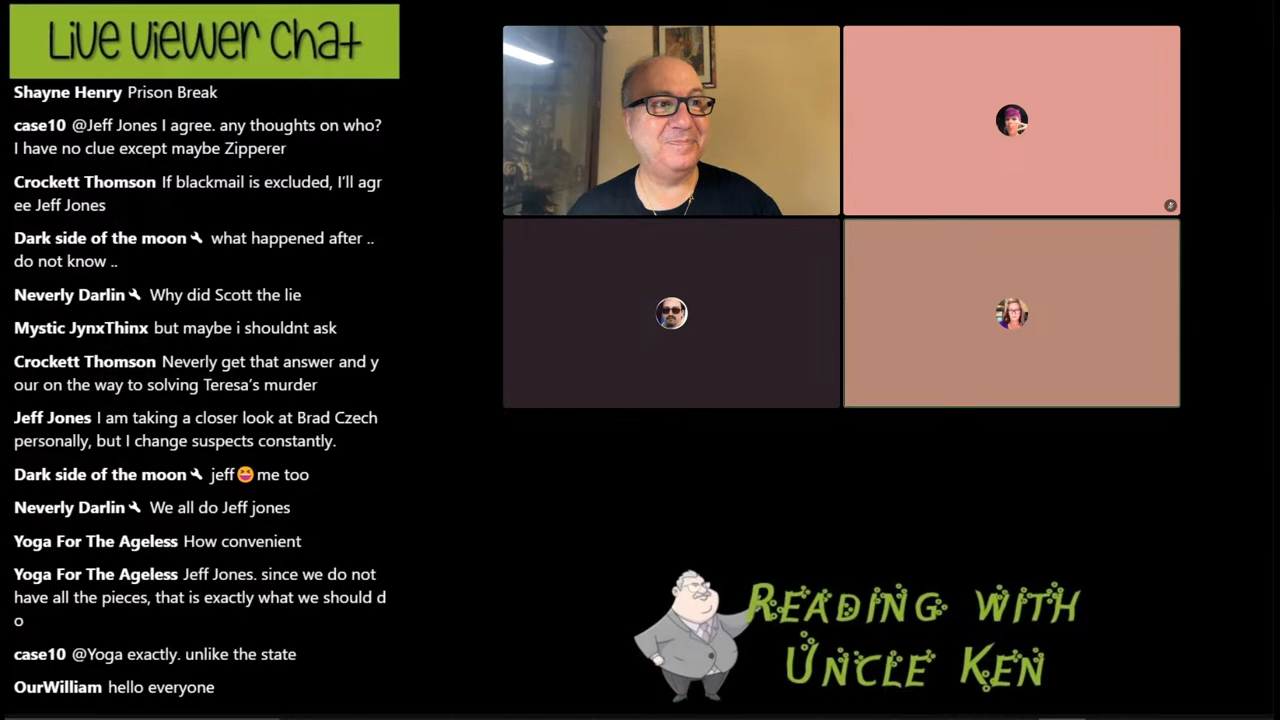 Live viewer chat
Shayne Henry Prison Break
case10 @Jeff Jones I agree. any thoughts on who?
I have no clue except maybe Zipperer
Crockett Thomson If blackmail is excluded, I'll agr
ee Jeff Jones
Dark side of the moon what happened after ..
do not know ..
Neverly Darlin Why did Scott the lie
Mystic JynxThinx but maybe i shouldnt ask
Crockett Thomson Neverly get that answer and y
our on the way to solving Teresa's murder
Jeff Jones I am taking a closer look at Brad Czech
personally, but I change suspects constantly.
Dark side of the moon jeff😆me too
Neverly Darlin We all do Jeff jones
Yoga For The Ageless How convenient
Yoga For The Ageless Jeff Jones. since we do not
have all the pieces, that is exactly what we should d
o
case10 @Yoga exactly. unlike the state
OurWilliam hello everyone
Reading with
Uncle Ken